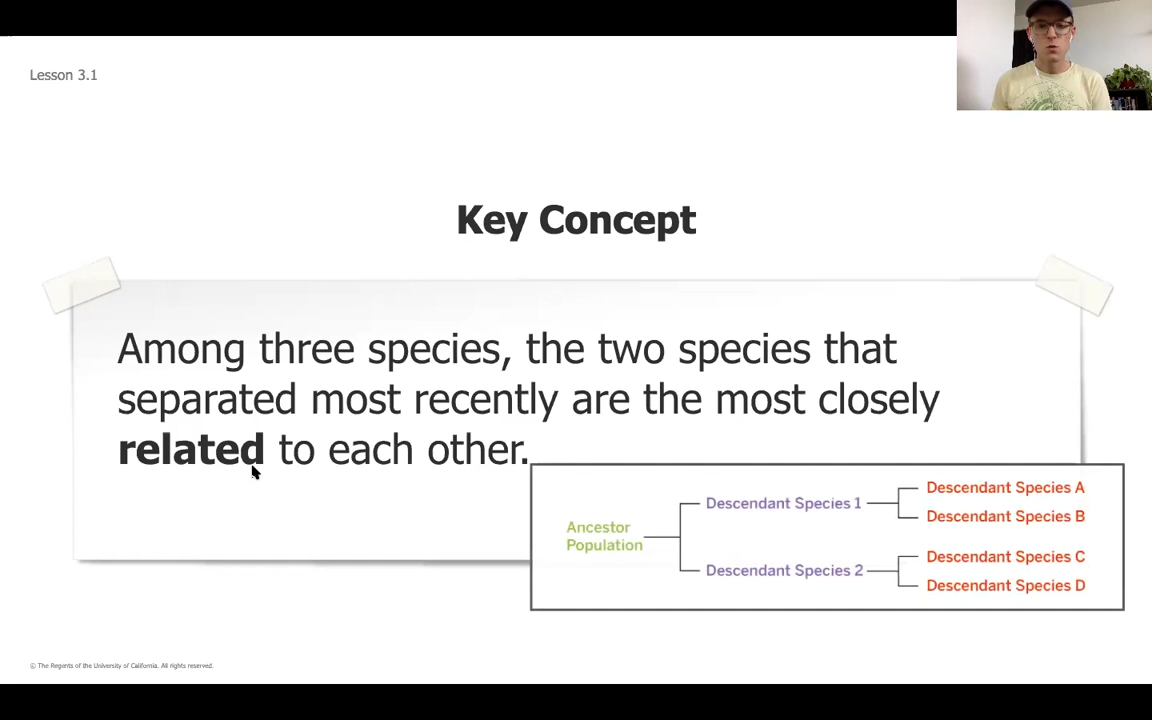 Lesson 3.1
Key Concept
Among three species, the two species that
separated most recently are the most closely
related to each other.
Ancestor
Population
Descendant Species 1
Descendant Species 2
Descendant Species A
Descendant Species B
Descendant Species C
Descendant Species D
© The Regents of the University of California. All rights reserved.